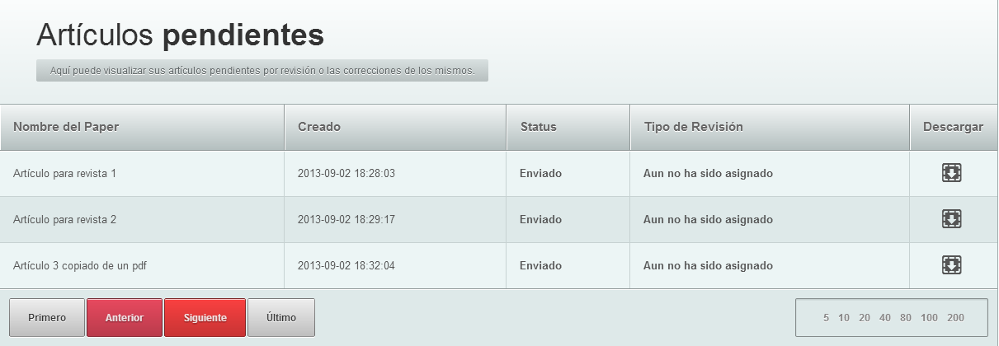 Artículos pendientes
Aquí puede visualizar sus artículos pendientes por revisión o las correcciones de los mismos.
Nombre del Paper Creado Status Tipo de Revisión Descargar
Artículo para revista 1 2013-09-02 18:28:03 Enviado Aun no ha sido asignado
Artículo para revista 2 2013-09-02 18:29:17 Enviado Aun no ha sido asignado
Artículo 3 copiado de un pdf 2013-09-02 18:32:04 Enviado Aun no ha sido asignado
Primero Anterior Siguiente Último 5 10 20 40 80 100 200